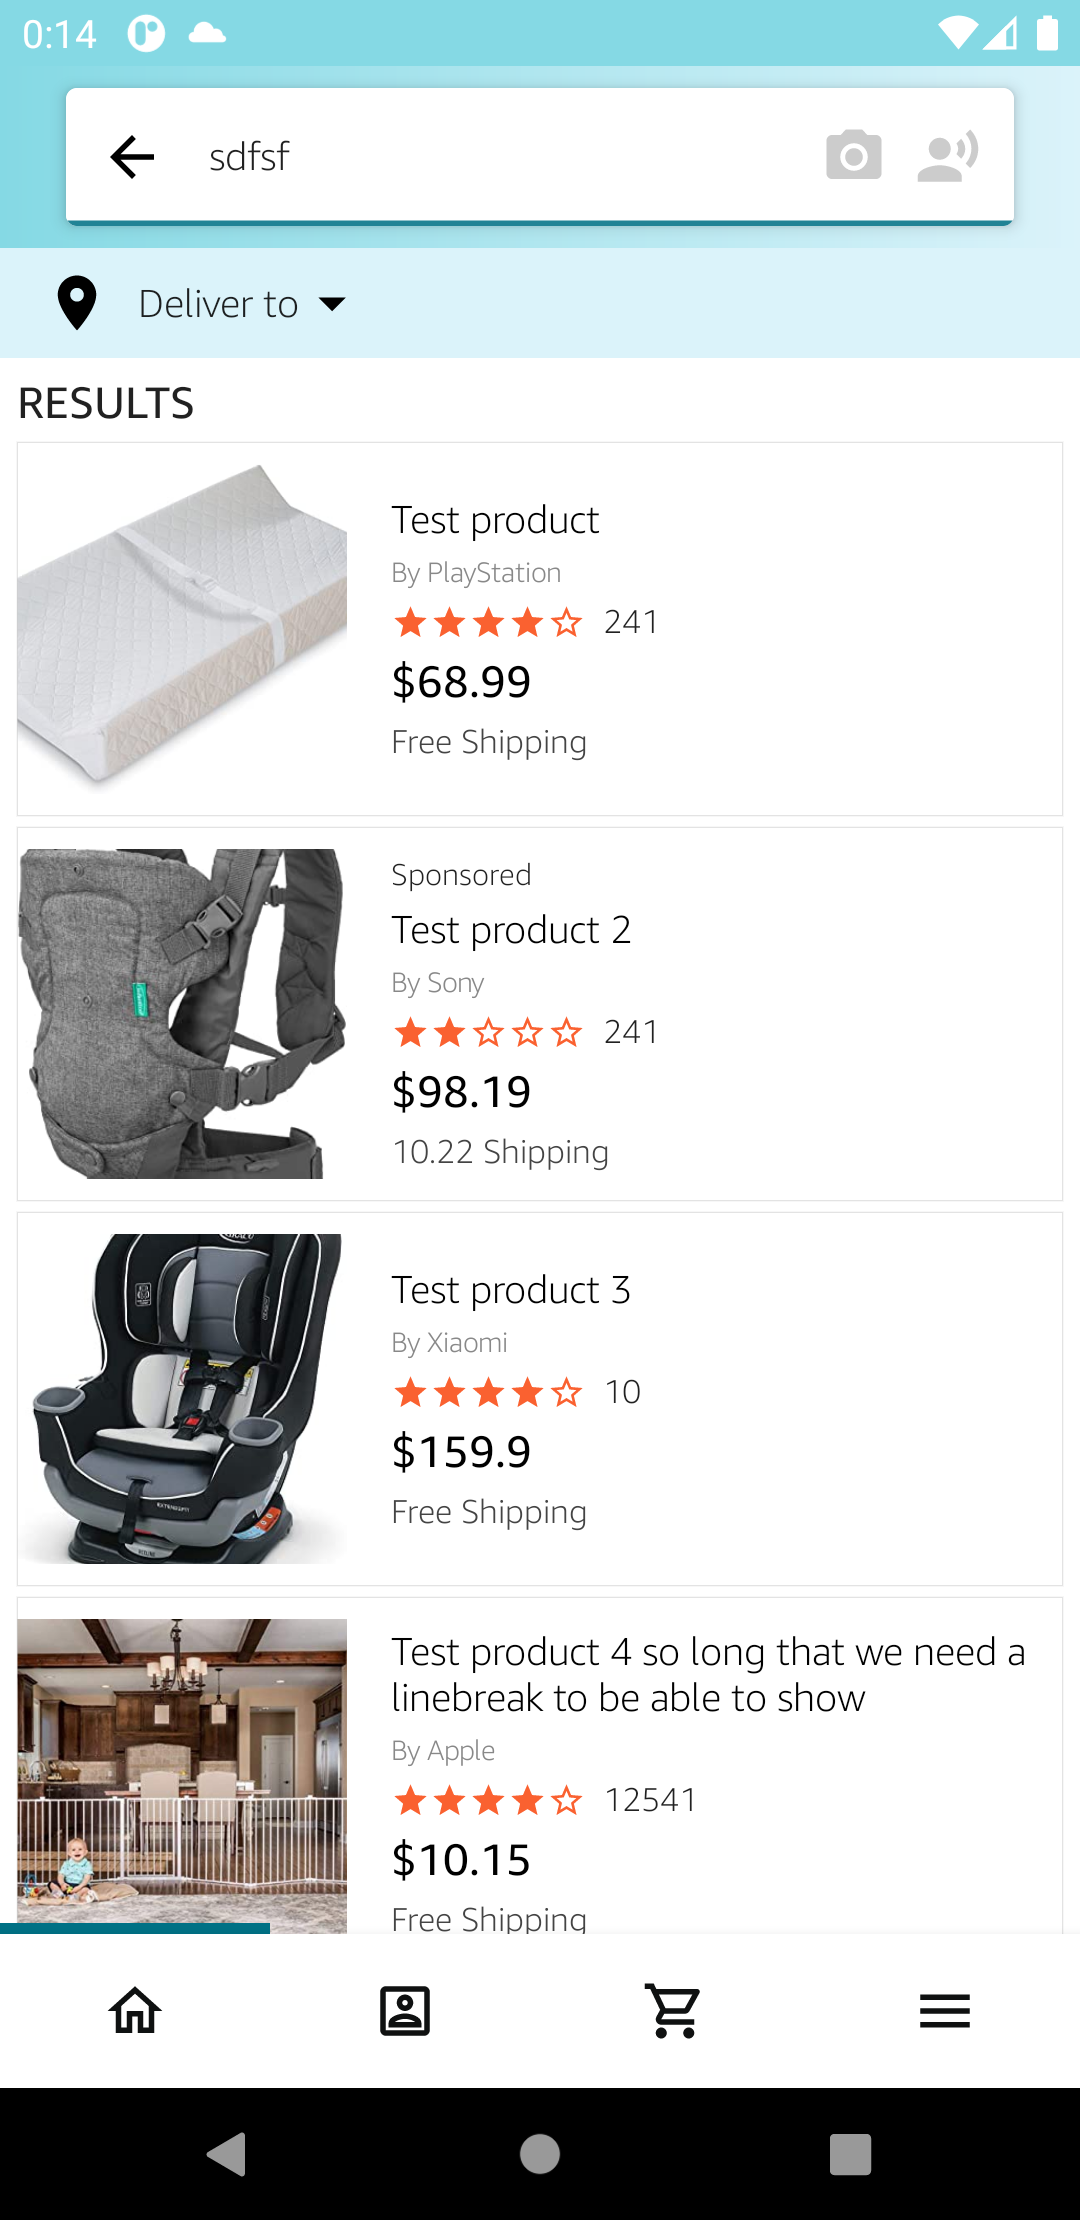 0:14
sdfsf
Deliver to
RESULTS
Test product
By PlayStation
241
$68.99
Free Shipping
Sponsored
Test product 2
By Sony
241
$98.19
10.22 Shipping
Test product 3
By Xiaomi
10
$159.9
Free Shipping
Test product 4 so long that we need a
linebreak to be able to show
By Apple
12541
$10.15
Free Shipping